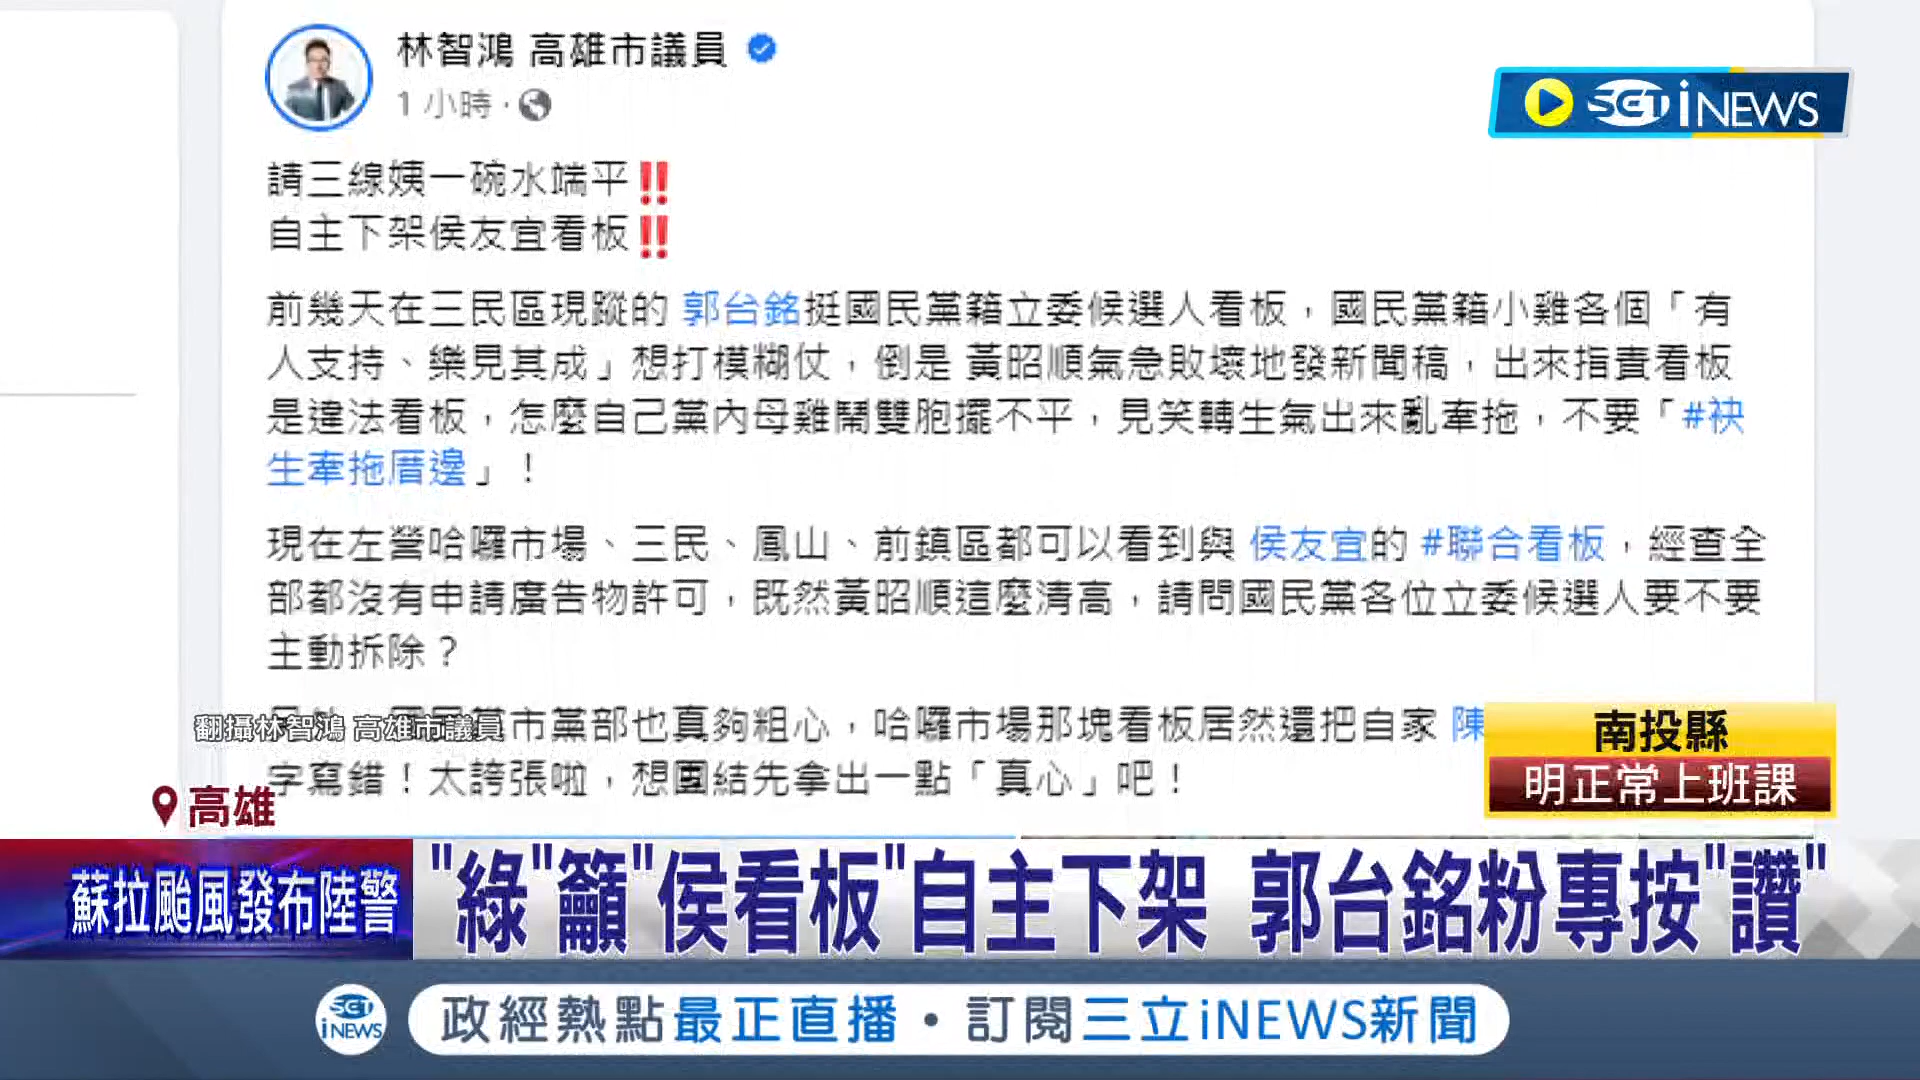 林智鴻 高雄市議員
1 小時 ·
SET iNEWS
請三線姨一碗水端平‼
自主下架侯友宜看板‼
前幾天在三民區現蹤的 郭台銘挺國民黨籍立委候選人看板，國民黨籍小雞各個「有
人支持、樂見其成」想打模糊仗，倒是 黃昭順氣急敗壞地發新聞稿，出來指責看板
是違法看板，怎麼自己黨內母雞鬧雙胞擺不平，見笑轉生氣出來亂牽拖，不要「#袂
生牽拖厝邊」！
現在左營哈囉市場、三民、鳳山、前鎮區都可以看到與 侯友宜的 #聯合看板，經查全
部都沒有申請廣告物許可，既然黃昭順這麼清高，請問國民黨各位立委候選人要不要
主動拆除？
市黨部也真夠粗心，哈囉市場那塊看板居然還把自家 陳
翻攝林智鴻 高雄市議員
字寫錯！太誇張啦，想團結先拿出一點「真心」吧！
南投縣
明正常上班課
高雄
蘇拉颱風發布陸警
"綠"籲"侯看板"自主下架 郭台銘粉專按"讚"
SET iNEWS
政經熱點最正直播・訂閱三立iNEWS新聞